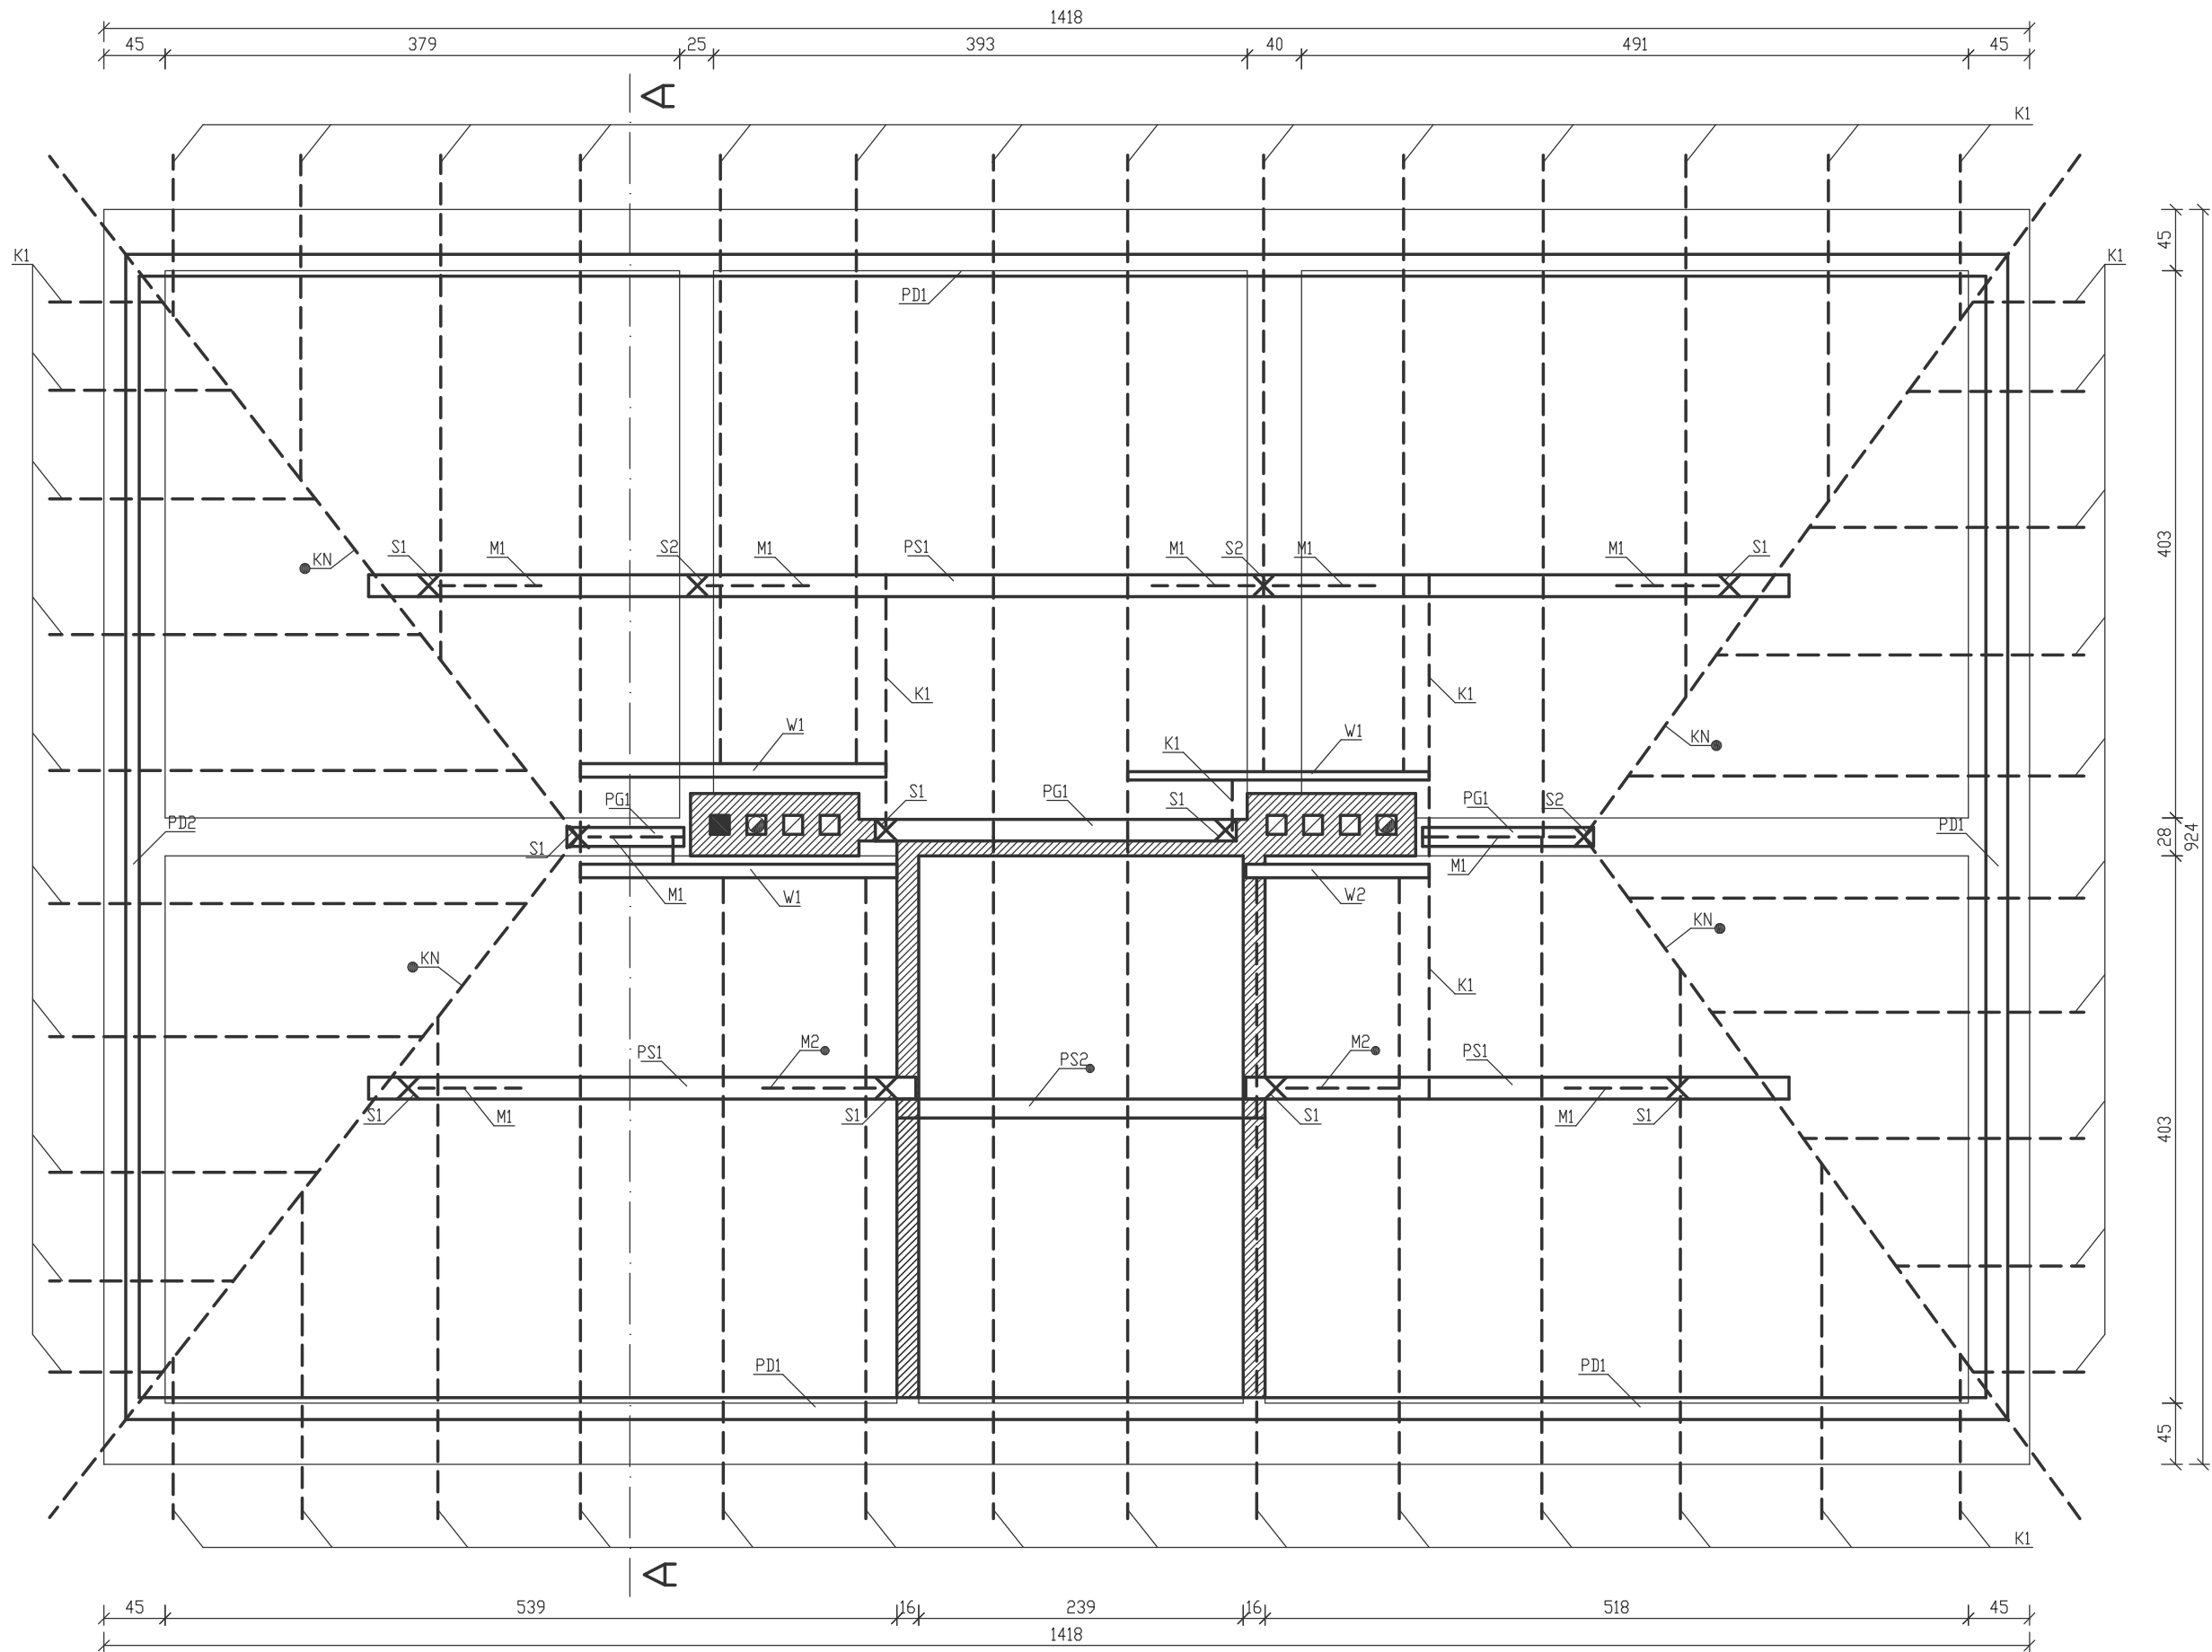 1418
45 379 25 393 40 491 45
A
K1
K1 K1
45
PD1
403
KN S1 M1 S2 M1 PS1 M1 S2 M1 M1 S1
K1 K1
W1 K1 W1 KN
PG1 S1 PG1 S1 PG1 S2
PD2 PD1
28 924
S1 M1 W1 M1 W2
KN KN
K1
PS1 M2 PS2 M2 PS1
S1 M1 S1 S1 M1 S1
403
PD1 PD1
45
K1
A
45 539 16 239 16 518 45
1418